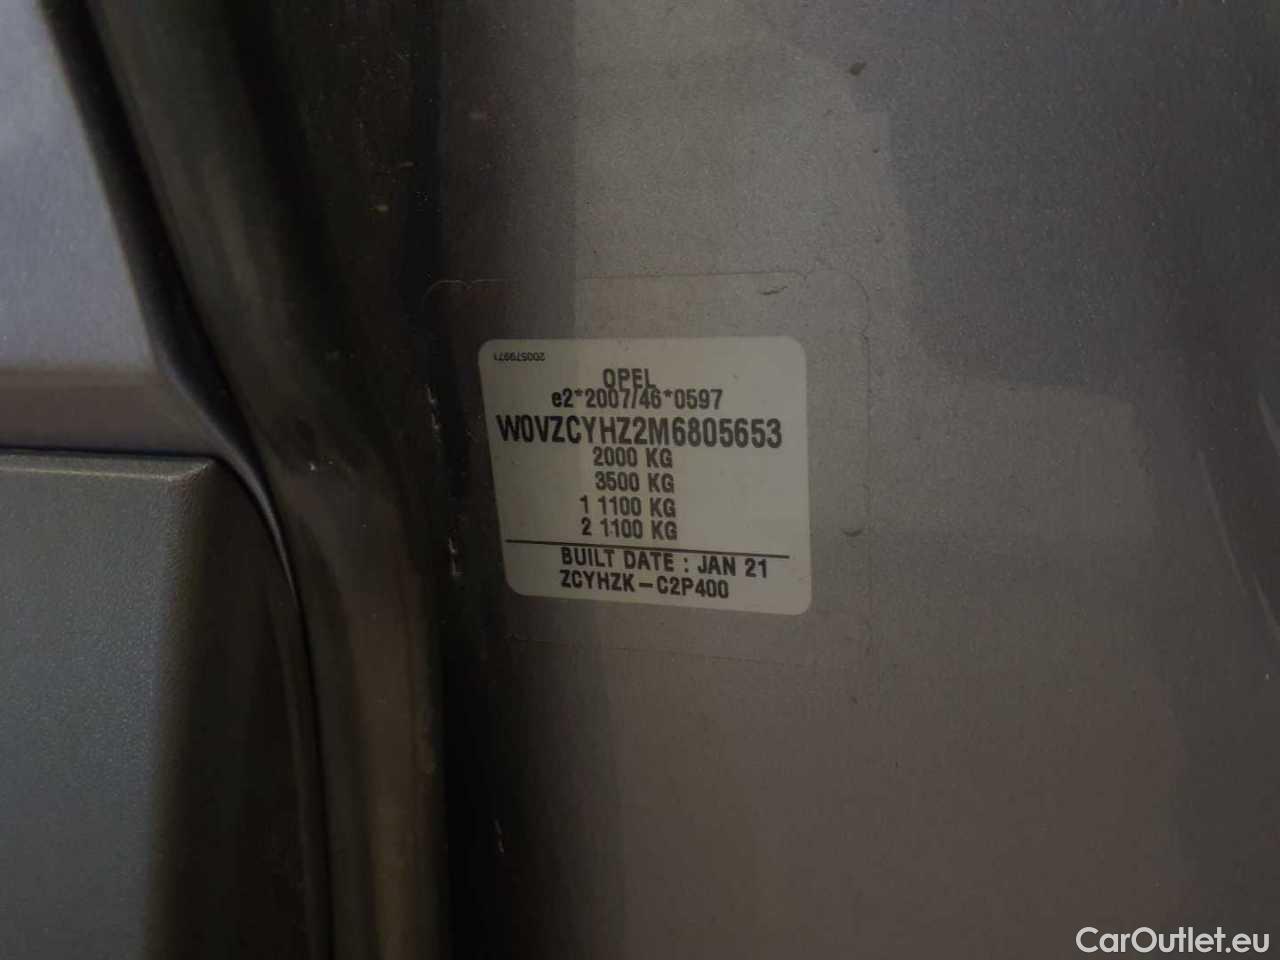 200579971
OPEL
e2*2007/46*0597
W0VZCYHZ2M6805653
2000 KG
3500 KG
1 1100 KG
2 1100 KG
BUILT DATE : JAN 21
ZCYHZK-C2P400
CarOutlet.eu